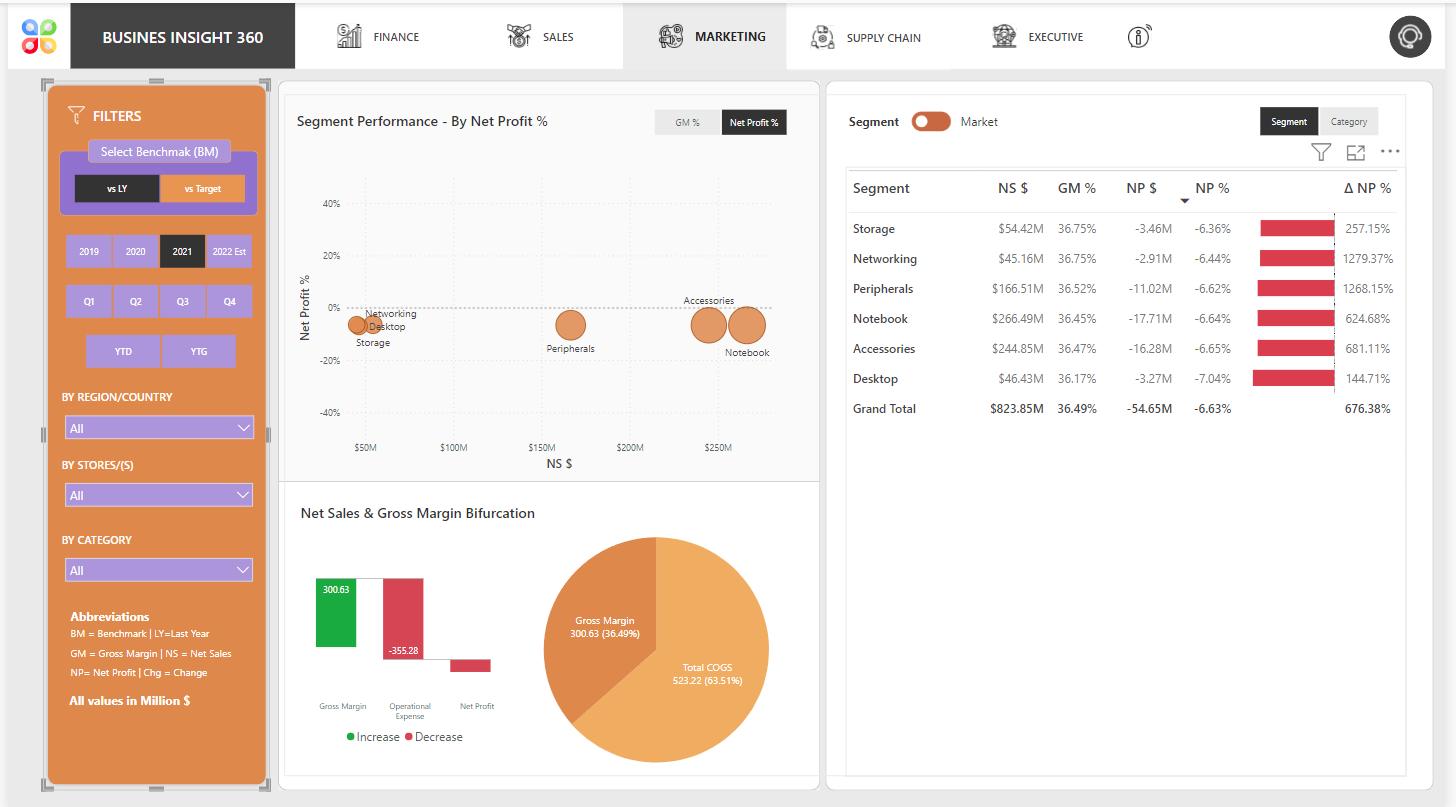 BUSINES INSIGHT 360
FINANCE
SALES
MARKETING
SUPPLY CHAIN
EXECUTIVE
FILTERS
Select Benchmak (BM)
vs LY
vs Target
2019
2020
2021
2022 Est
Q1
Q2
Q3
Q4
YTD
YTG
BY REGION/COUNTRY
All
BY STORES/(S)
All
BY CATEGORY
All
Abbreviations
BM = Benchmark | LY=Last Year
GM = Gross Margin | NS = Net Sales
NP= Net Profit | Chg = Change
All values in Million $
Segment Performance - By Net Profit %
GM %
Net Profit %
Net Profit %
40%
20%
0%
-20%
-40%
Accessories
Networking
Desktop
Storage
Peripherals
Notebook
$50M
$100M
$150M
$200M
$250M
NS $
Net Sales & Gross Margin Bifurcation
300.63
-355.28
Gross Margin
Operational
Expense
Net Profit
Increase
Decrease
Gross Margin
300.63 (36.49%)
Total COGS
523.22 (63.51%)
Segment
Market
Segment
Category
Segment NS $ GM % NP $ NP % Δ NP %
Storage $54.42M 36.75% -3.46M -6.36% 257.15%
Networking $45.16M 36.75% -2.91M -6.44% 1279.37%
Peripherals $166.51M 36.52% -11.02M -6.62% 1268.15%
Notebook $266.49M 36.45% -17.71M -6.64% 624.68%
Accessories $244.85M 36.47% -16.28M -6.65% 681.11%
Desktop $46.43M 36.17% -3.27M -7.04% 144.71%
Grand Total $823.85M 36.49% -54.65M -6.63% 676.38%